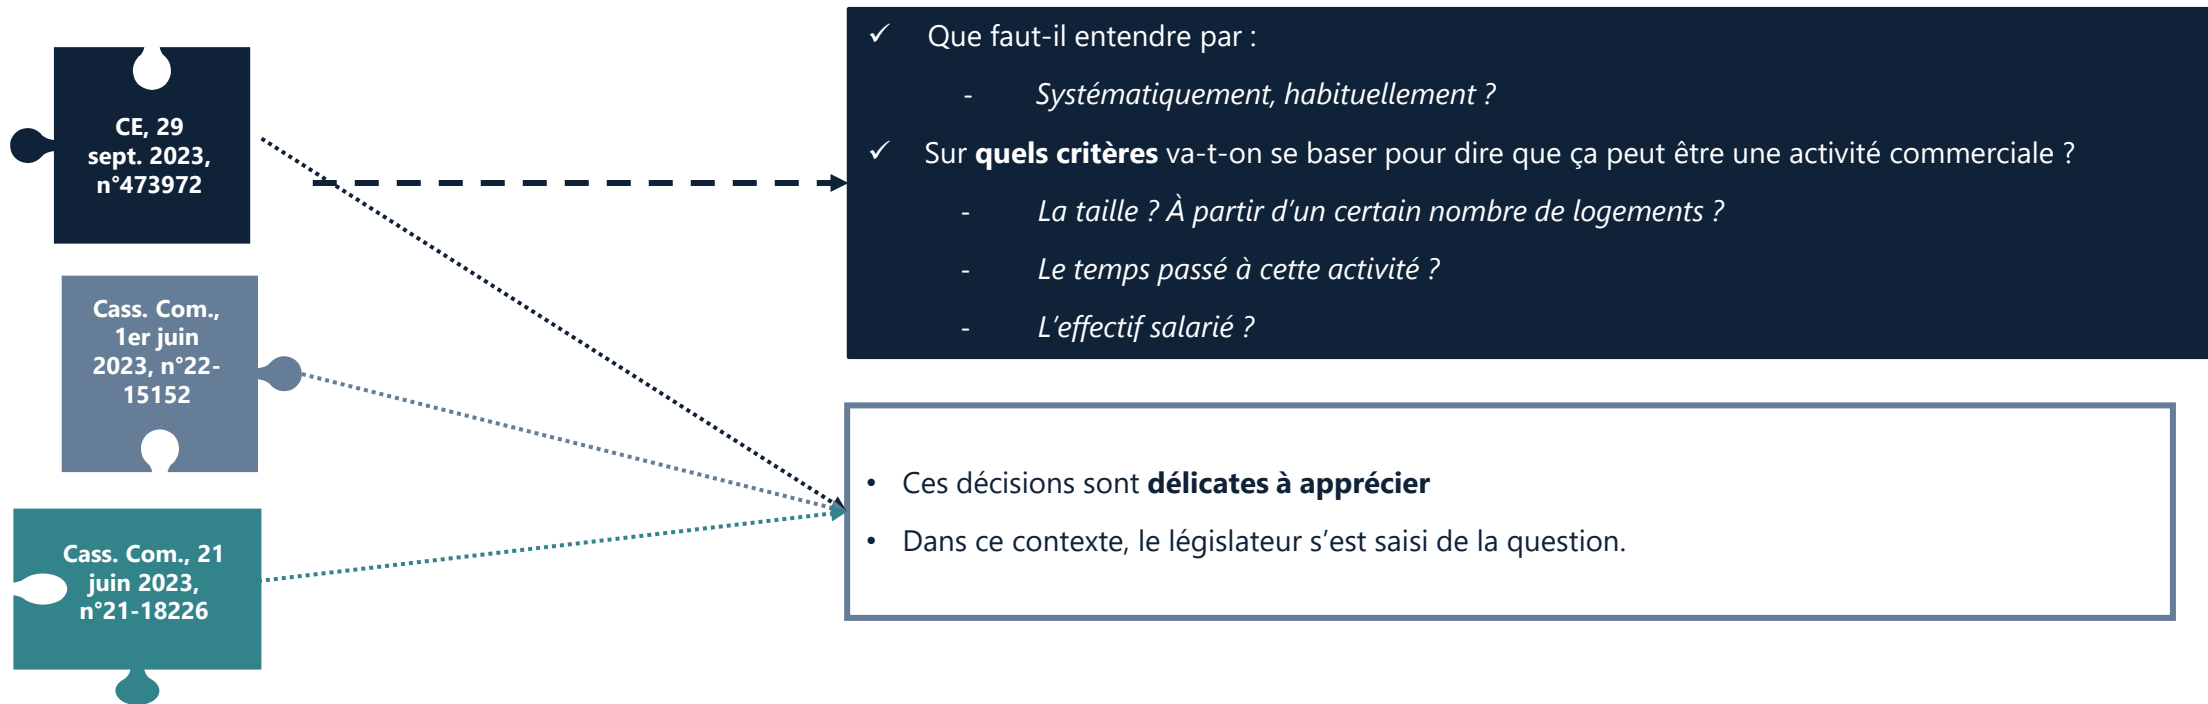 CE, 29
sept. 2023,
n°473972
Cass. Com.,
1er juin
2023, n°22-
15152
Cass. Com., 21
juin 2023,
n°21-18226
✓ Que faut-il entendre par :
- Systématiquement, habituellement ?
✓ Sur quels critères va-t-on se baser pour dire que ça peut être une activité commerciale ?
- La taille ? À partir d’un certain nombre de logements ?
- Le temps passé à cette activité ?
- L’effectif salarié ?
• Ces décisions sont délicates à apprécier
• Dans ce contexte, le législateur s’est saisi de la question.